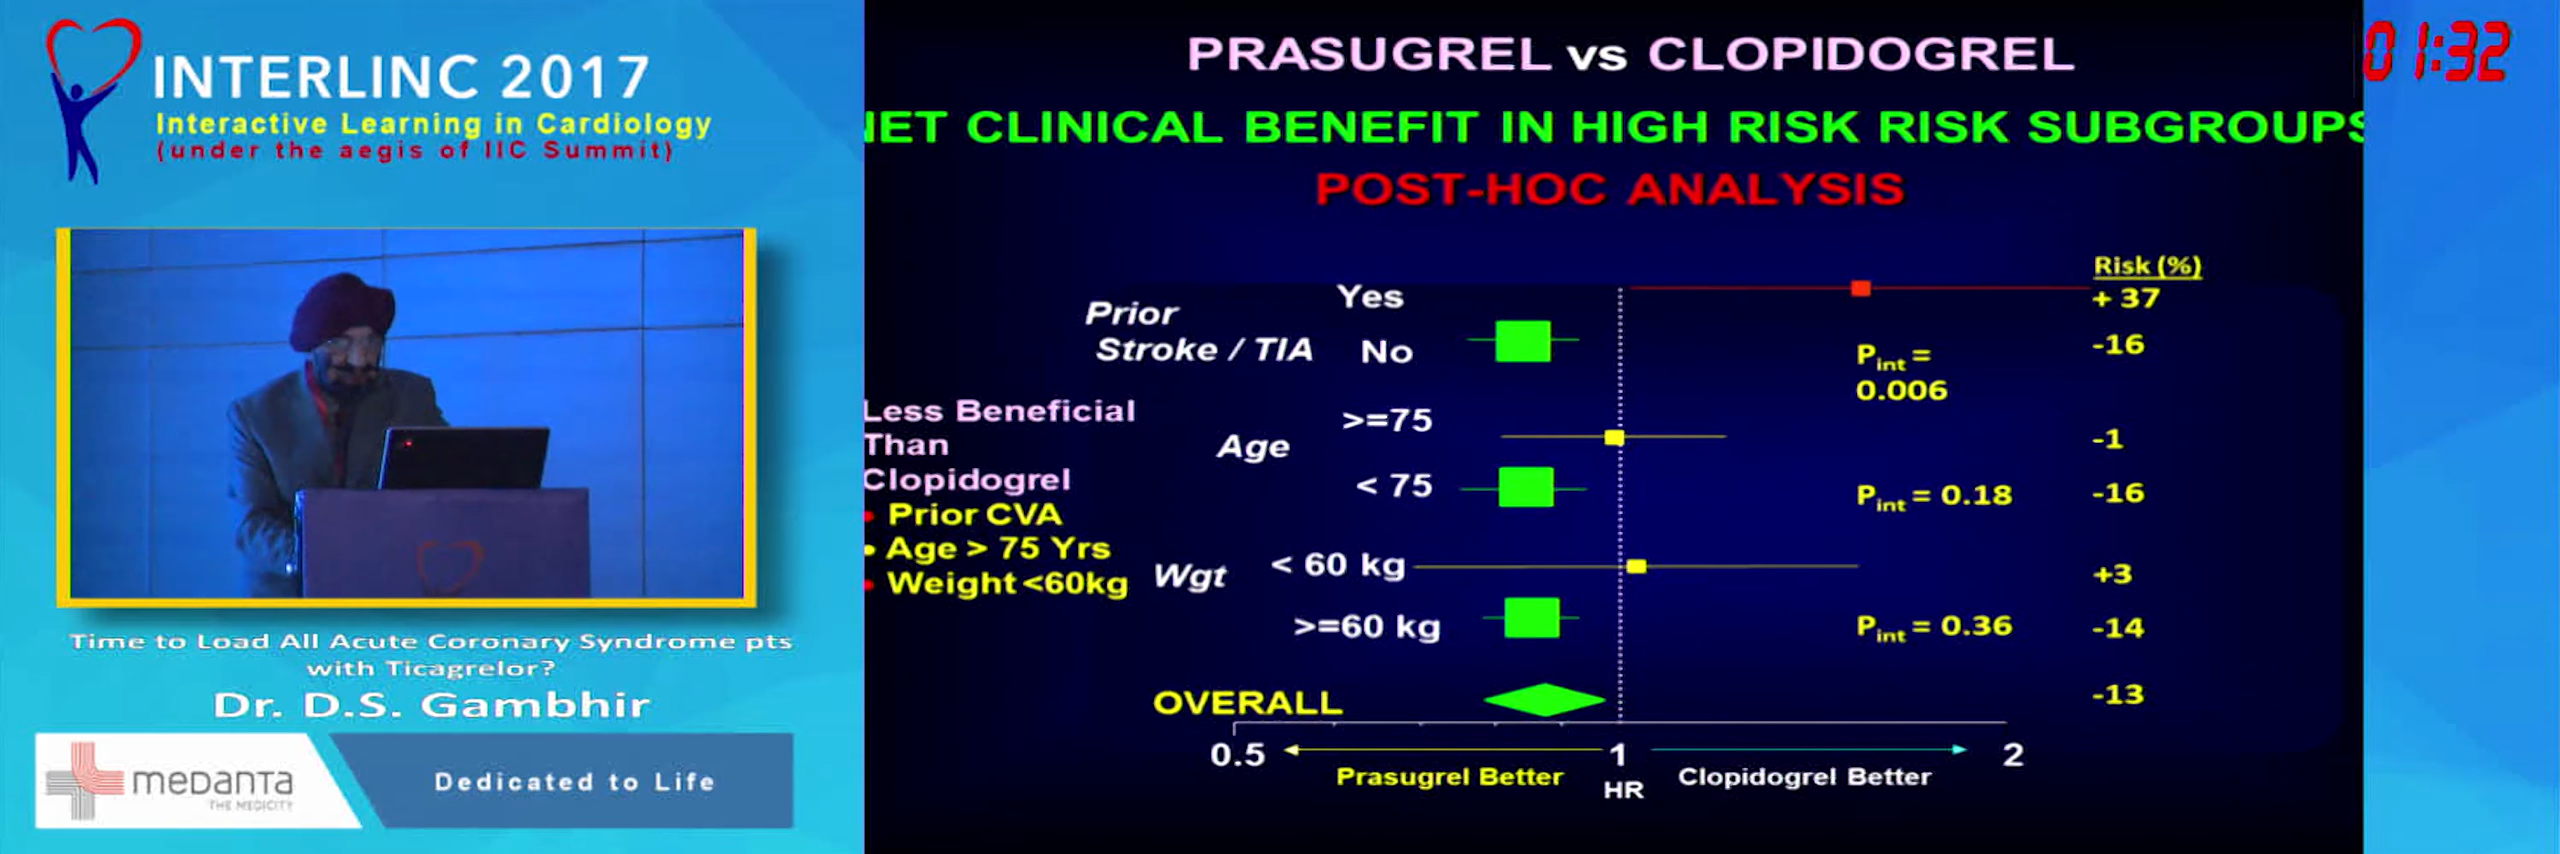 INTERLINC 2017
Interactive Learning in Cardiology
(under the aegis of IIC Summit)
Time to Load All Acute Coronary Syndrome pts
with Ticagrelor?
Dr. D.S. Gambhir
medanta
THE MEDICITY
Dedicated to Life
PRASUGREL vs CLOPIDOGREL
NET CLINICAL BENEFIT IN HIGH RISK RISK SUBGROUPS
POST-HOC ANALYSIS
01:32
Risk (%)
Prior
Stroke / TIA
Yes
+ 37
No
-16
Pint =
0.006
Less Beneficial
Than
Clopidogrel
• Prior CVA
• Age > 75 Yrs
• Weight <60kg
Age
>=75
-1
< 75
Pint = 0.18
-16
Wgt
< 60 kg
+3
>=60 kg
Pint = 0.36
-14
OVERALL
-13
0.5
1
2
Prasugrel Better
HR
Clopidogrel Better